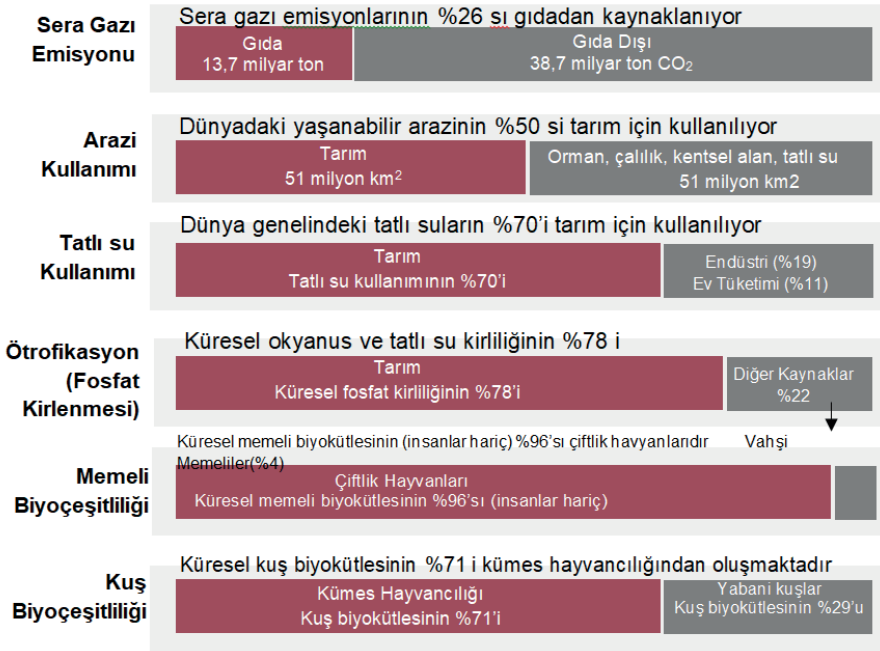 Sera Gazı
Emisyonu
Sera gazı emisyonlarının %26 sı gıdadan kaynaklanıyor
Gıda
13,7 milyar ton
Gıda Dışı
38,7 milyar ton CO₂
Arazi
Kullanımı
Dünyadaki yaşanabilir arazinin %50 si tarım için kullanılıyor
Tarım
51 milyon km²
Orman, çalılık, kentsel alan, tatlı su
51 milyon km2
Tatlı su
Kullanımı
Dünya genelindeki tatlı suların %70’i tarım için kullanılıyor
Tarım
Tatlı su kullanımının %70’i
Endüstri (%19)
Ev Tüketimi (%11)
Ötrofikasyon
(Fosfat
Kirlenmesi)
Küresel okyanus ve tatlı su kirliliğinin %78 i
Tarım
Küresel fosfat kirliliğinin %78’i
Diğer Kaynaklar
%22
Memeli
Biyoçeşitliliği
Küresel memeli biyokütlesinin (insanlar hariç) %96’sı çiftlik havyanlarıdır Vahşi
Memeliler(%4)
Çiftlik Hayvanları
Küresel memeli biyokütlesinin %96’sı (insanlar hariç)
Kuş
Biyoçeşitliliği
Küresel kuş biyokütlesinin %71 i kümes hayvancılığından oluşmaktadır
Kümes Hayvancılığı
Kuş biyokütlesinin %71’i
Yabani kuşlar
Kuş biyokütlesinin %29’u